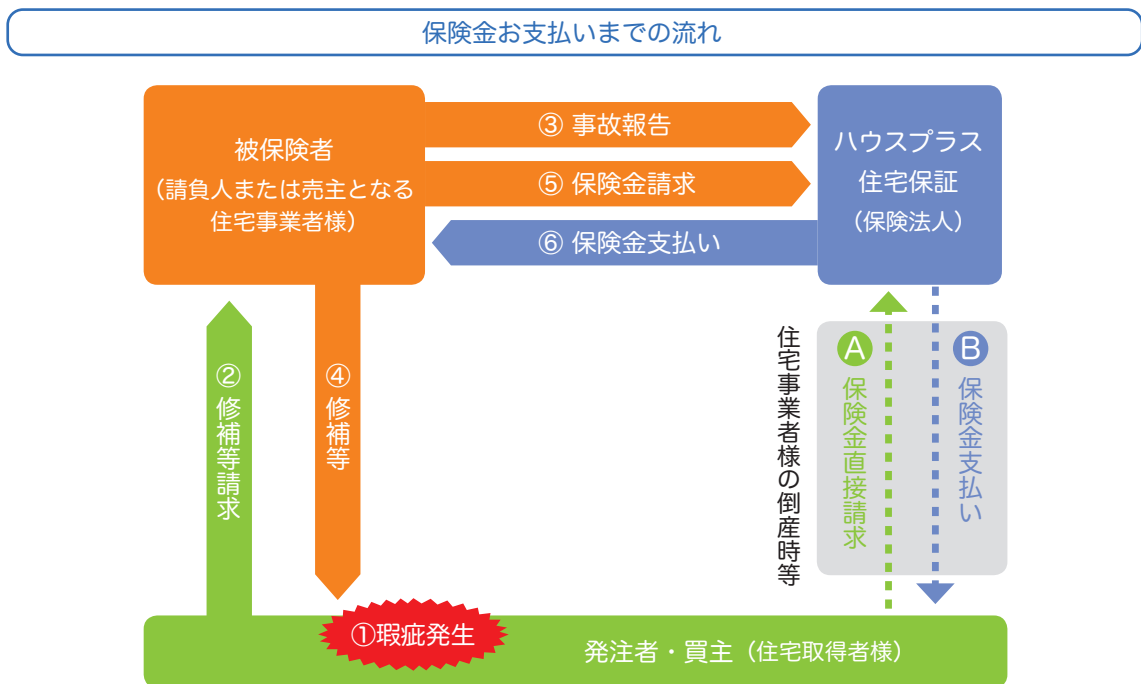 保険金お支払いまでの流れ
被保険者
（請負人または売主となる
住宅事業者様）
③ 事故報告
⑤ 保険金請求
⑥ 保険金支払い
ハウスプラス
住宅保証
（保険法人）
②修補等請求
④修補等
住宅事業者様の倒産時等
A 保険金直接請求
B 保険金支払い
①瑕疵発生
発注者・買主（住宅取得者様）